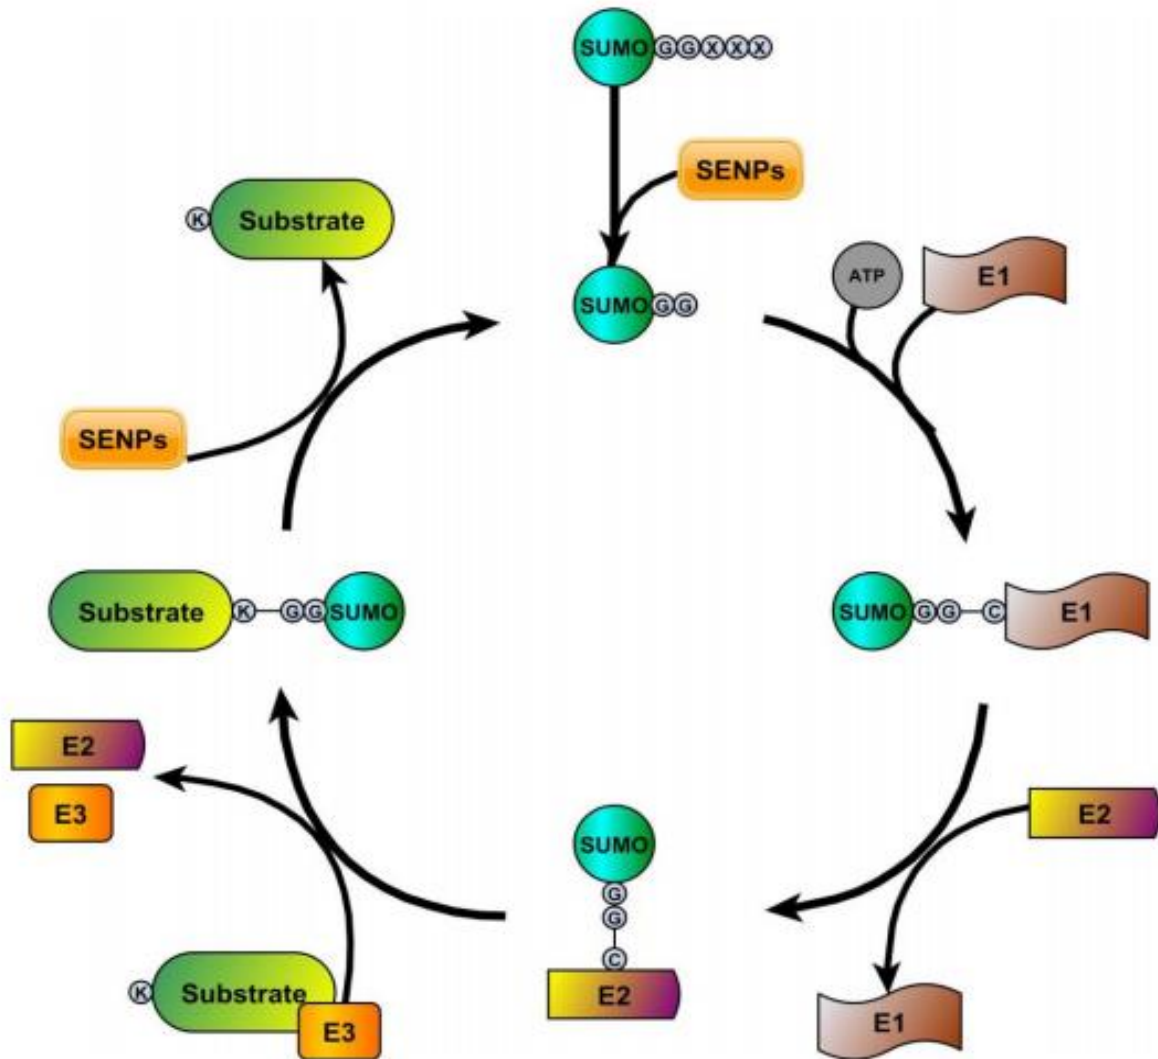 SUMO G G X X X
SENPs
K Substrate
SUMO G G
ATP
E1
SENPs
Substrate K G G SUMO
SUMO G G C E1
E2
E3
E2
SUMO
G
G
C
E2
K Substrate
E3
E1